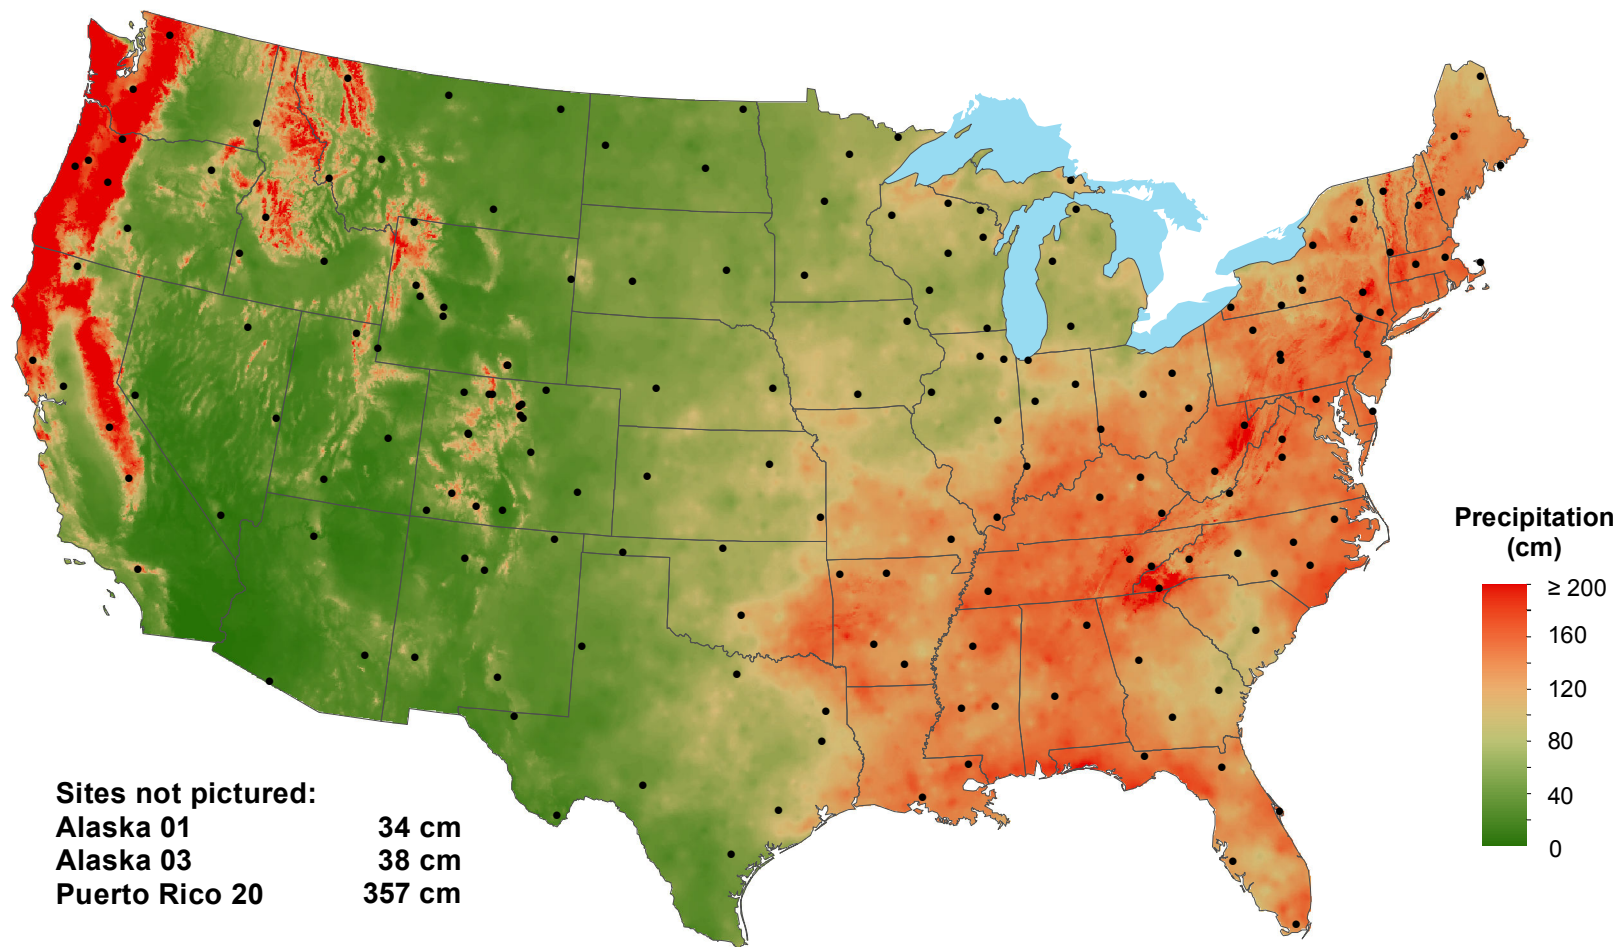 Precipitation
(cm)
≥ 200
160
120
80
40
0
Sites not pictured:
Alaska 01 34 cm
Alaska 03 38 cm
Puerto Rico 20 357 cm